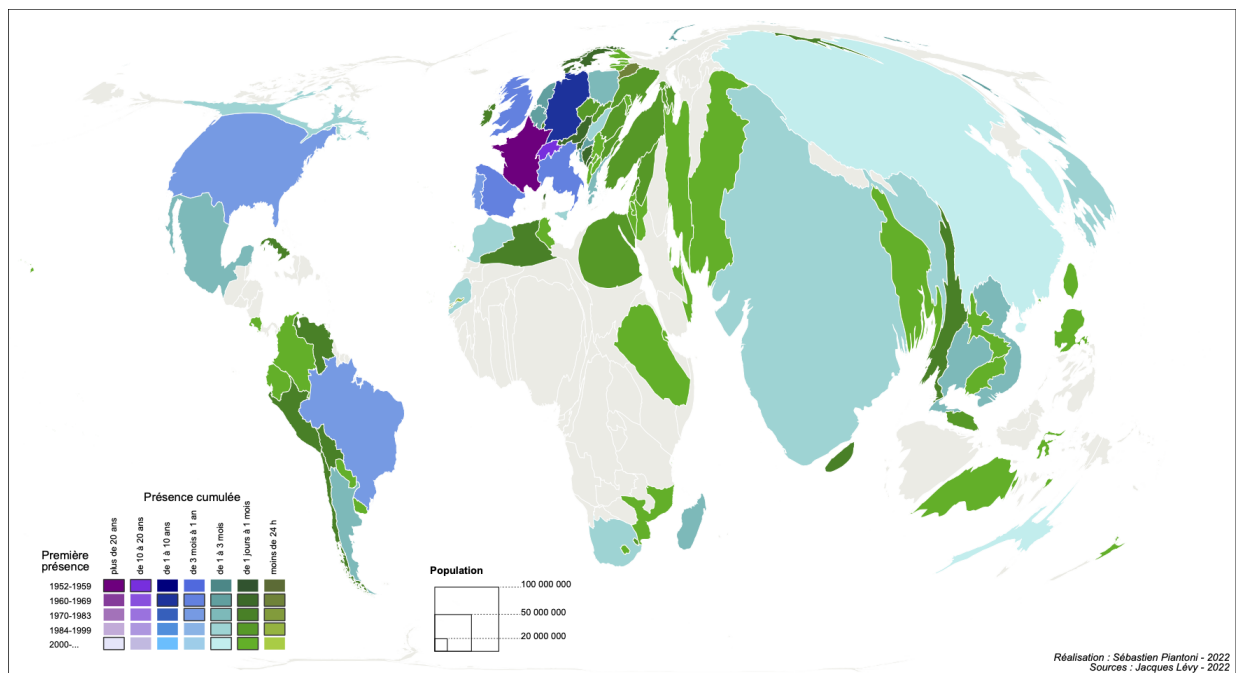 Présence cumulée
plus de 20 ans
de 10 à 20 ans
de 1 à 10 ans
de 3 mois à 1 an
de 1 à 3 mois
de 1 jours à 1 mois
moins de 24 h
Première
présence
1952-1959
1960-1969
1970-1983
1984-1999
2000-...
Population
100 000 000
50 000 000
20 000 000
Réalisation : Sébastien Piantoni - 2022
Sources : Jacques Lévy - 2022